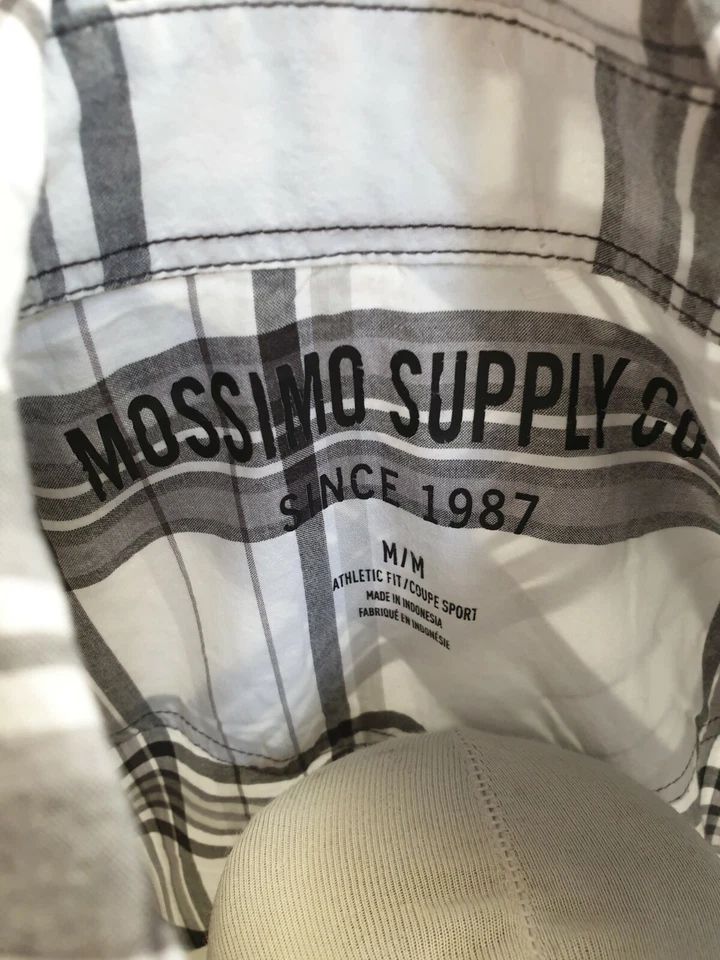 MOSSIMO SUPPLY CO
SINCE 1987
M/M
ATHLETIC FIT/COUPE SPORT
MADE IN INDONESIA
FABRIQUÉ EN INDONÉSIE